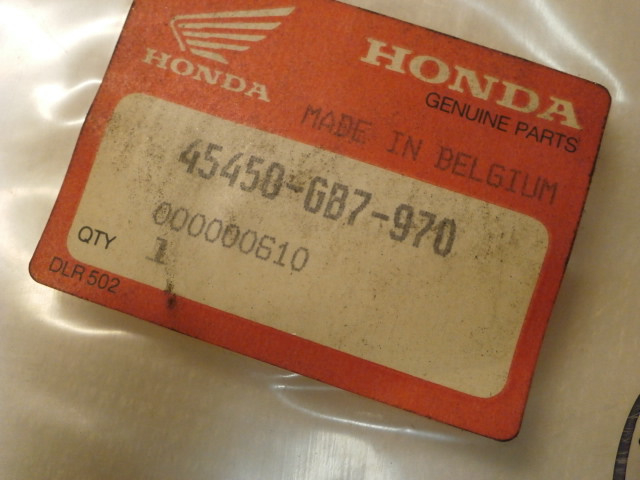 HONDA
HONDA
GENUINE PARTS
MADE IN BELGIUM
45450-GB7-970
000000610
QTY 1
DLR 502